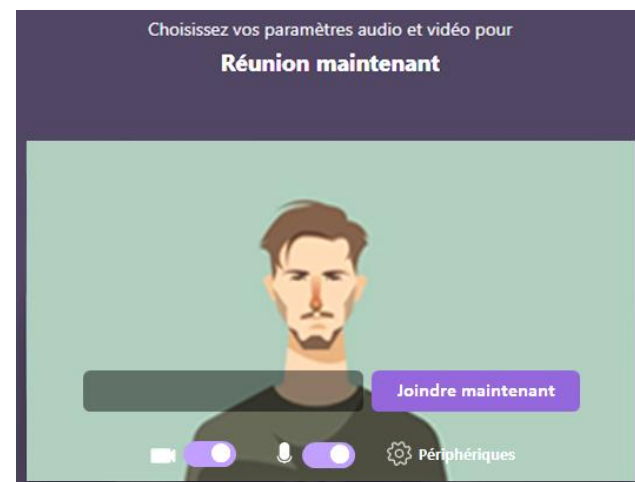 Choisissez vos paramètres audio et vidéo pour
Réunion maintenant
Joindre maintenant
Périphériques